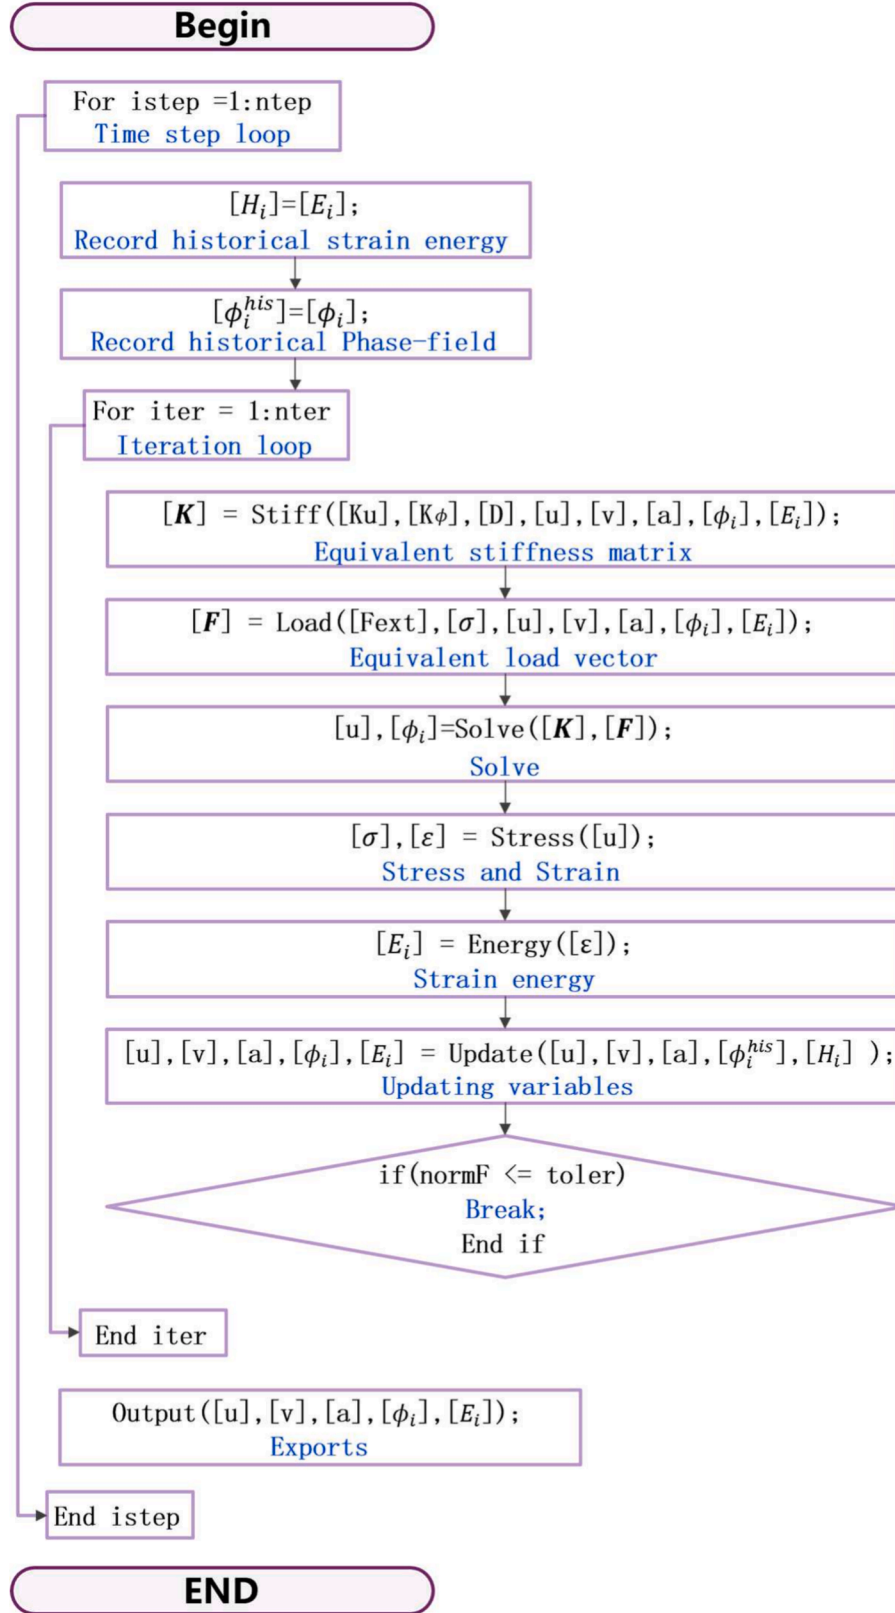 Begin
For istep =1:ntep
Time step loop
[H_i]=[E_i];
Record historical strain energy
[ϕ_i^{his}]=[ϕ_i];
Record historical Phase-field
For iter = 1:nter
Iteration loop
[K] = Stiff([Ku],[Kϕ],[D],[u],[v],[a],[ϕ_i],[E_i]);
Equivalent stiffness matrix
[F] = Load([Fext],[σ],[u],[v],[a],[ϕ_i],[E_i]);
Equivalent load vector
[u],[ϕ_i]=Solve([K],[F]);
Solve
[σ],[ε] = Stress([u]);
Stress and Strain
[E_i] = Energy([ε]);
Strain energy
[u],[v],[a],[ϕ_i],[E_i] = Update([u],[v],[a],[ϕ_i^{his}],[H_i] );
Updating variables
if(normF <= toler)
Break;
End if
End iter
Output([u],[v],[a],[ϕ_i],[E_i]);
Exports
End istep
END